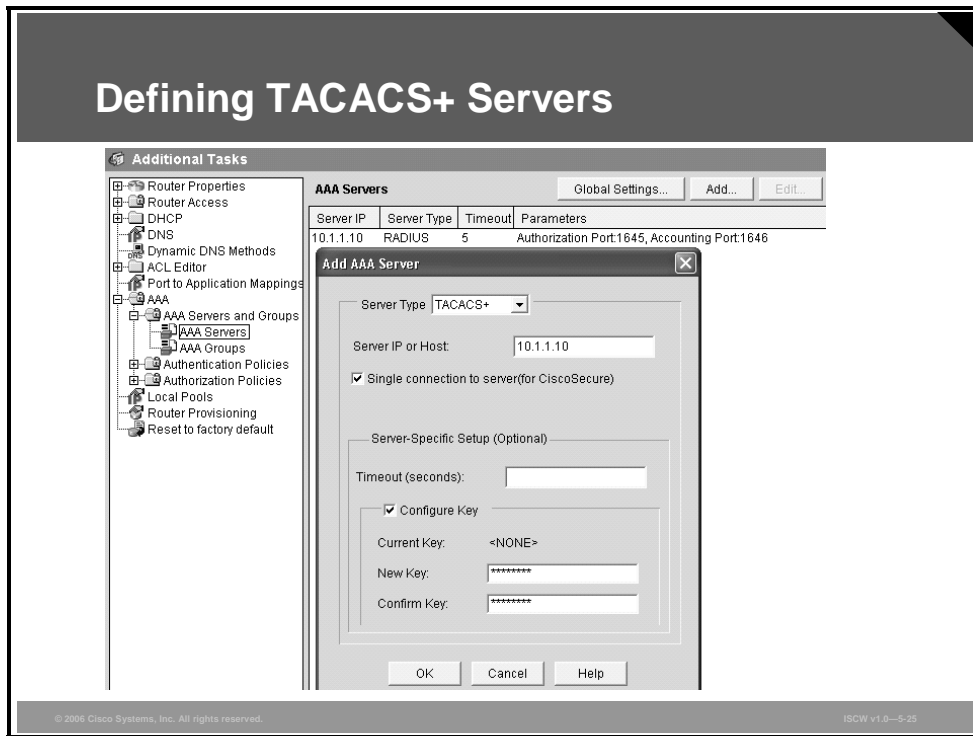 Defining TACACS+ Servers
Additional Tasks
Router Properties
Router Access
DHCP
DNS
Dynamic DNS Methods
ACL Editor
Port to Application Mappings
AAA
AAA Servers and Groups
AAA Servers
AAA Groups
Authentication Policies
Authorization Policies
Local Pools
Router Provisioning
Reset to factory default
AAA Servers
Global Settings... Add... Edit...
Server IP Server Type Timeout Parameters
10.1.1.10 RADIUS 5 Authorization Port:1645, Accounting Port:1646
Add AAA Server
Server Type TACACS+
Server IP or Host: 10.1.1.10
Single connection to server(for CiscoSecure)
Server-Specific Setup (Optional)
Timeout (seconds):
Configure Key
Current Key: <NONE>
New Key: ********
Confirm Key: ********
OK Cancel Help
© 2006 Cisco Systems, Inc. All rights reserved. ISCW v1.0—5-25